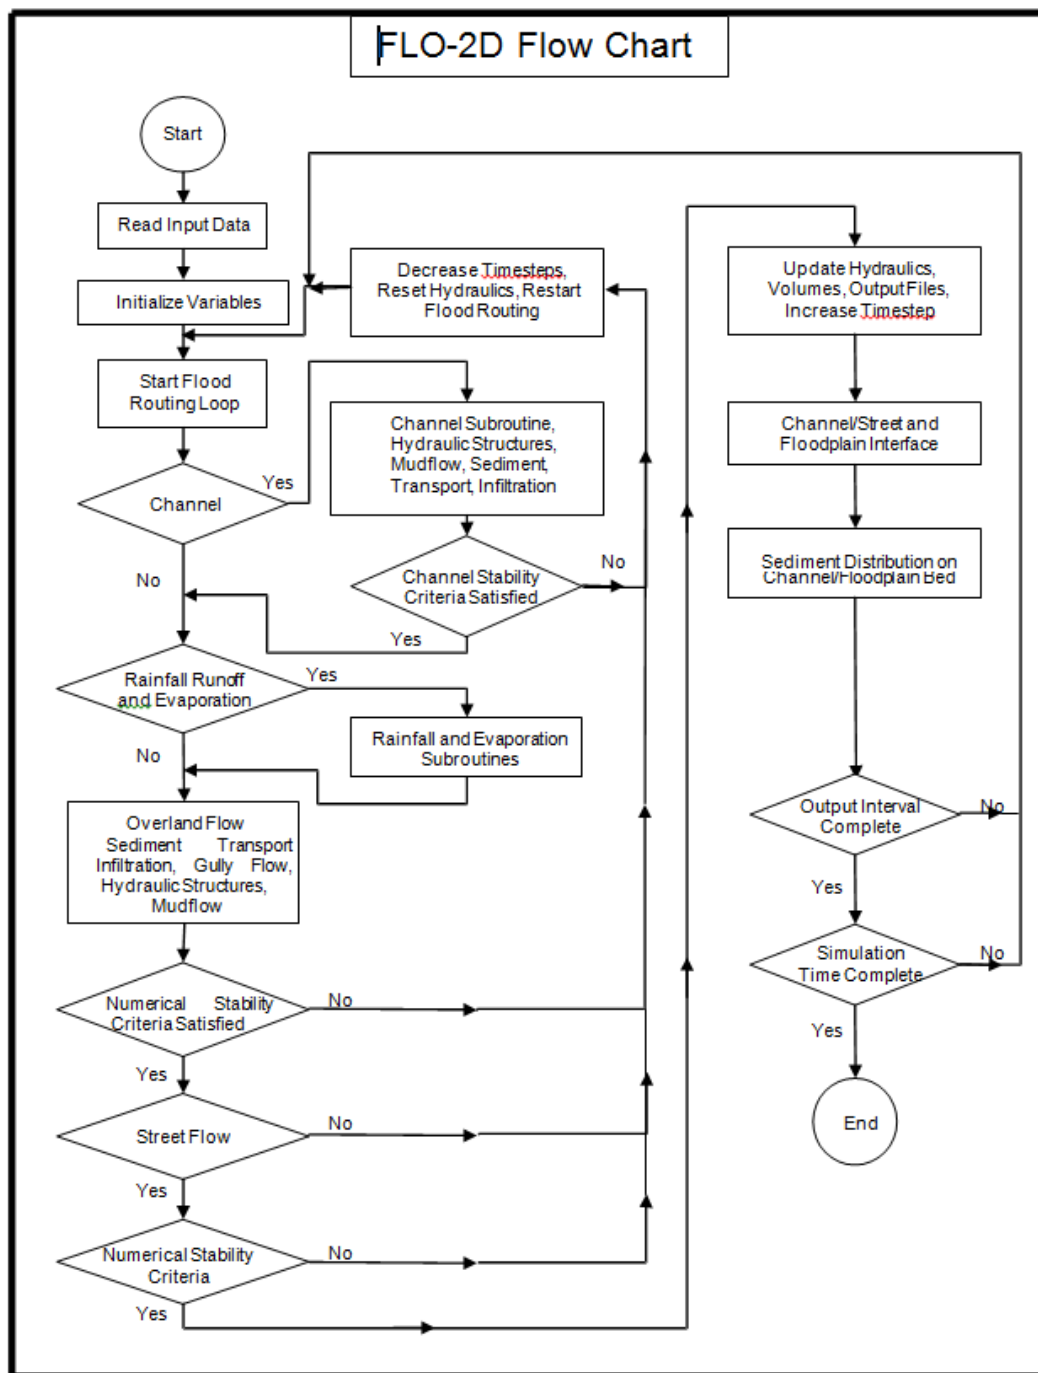 FLO-2D Flow Chart
Start
Read Input Data
Initialize Variables
Decrease Timesteps,
Reset Hydraulics, Restart
Flood Routing
Start Flood
Routing Loop
Channel
Yes
No
Channel Subroutine,
Hydraulic Structures,
Mudflow, Sediment,
Transport, Infiltration
Channel Stability
Criteria Satisfied
No
Yes
Rainfall Runoff
and Evaporation
Yes
No
Rainfall and Evaporation
Subroutines
Overland Flow
Sediment Transport
Infiltration, Gully Flow,
Hydraulic Structures,
Mudflow
Numerical Stability
Criteria Satisfied
No
Yes
Street Flow
No
Yes
Numerical Stability
Criteria
No
Yes
Update Hydraulics,
Volumes, Output Files,
Increase Timestep
Channel/Street and
Floodplain Interface
Sediment Distribution on
Channel/Floodplain Bed
Output Interval
Complete
No
Yes
Simulation
Time Complete
No
Yes
End